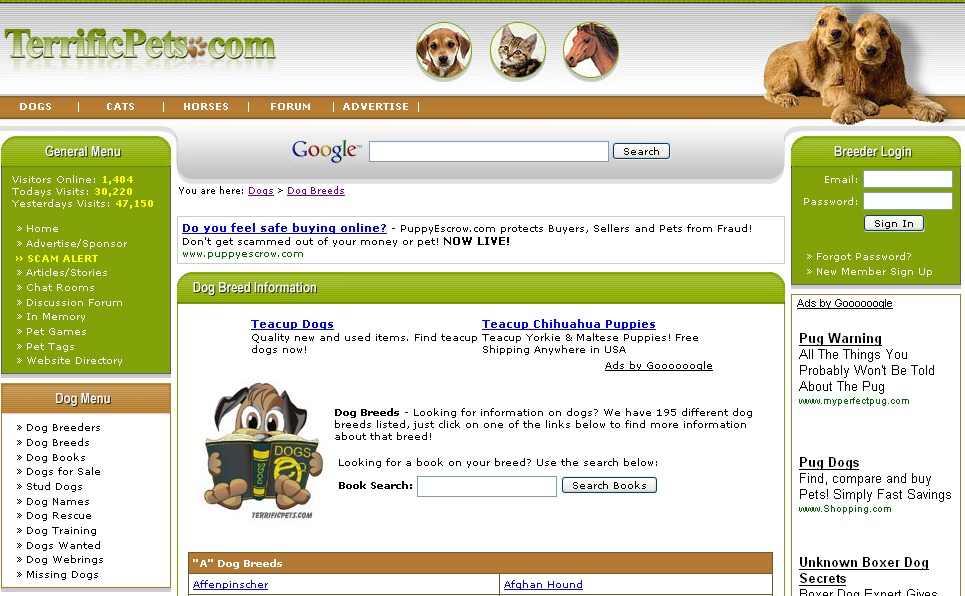 TerrificPets.com
DOGS | CATS | HORSES | FORUM | ADVERTISE |
General Menu
Visitors Online: 1,404
Todays Visits: 30,220
Yesterdays Visits: 47,150
» Home
» Advertise/Sponsor
» SCAM ALERT
» Articles/Stories
» Chat Rooms
» Discussion Forum
» In Memory
» Pet Games
» Pet Tags
» Website Directory
Dog Menu
» Dog Breeders
» Dog Breeds
» Dog Books
» Dogs for Sale
» Stud Dogs
» Dog Names
» Dog Rescue
» Dog Training
» Dogs Wanted
» Dog Webrings
» Missing Dogs
Google™ Search
You are here: Dogs > Dog Breeds
Do you feel safe buying online? - PuppyEscrow.com protects Buyers, Sellers and Pets from Fraud!
Don't get scammed out of your money or pet! NOW LIVE!
www.puppyescrow.com
Dog Breed Information
Teacup Dogs
Quality new and used items. Find teacup
dogs now!
Teacup Chihuahua Puppies
Teacup Yorkie & Maltese Puppies! Free
Shipping Anywhere in USA
Ads by Goooooogle
DOGS
DOGS
TERRIFICPETS.COM
Dog Breeds - Looking for information on dogs? We have 195 different dog
breeds listed, just click on one of the links below to find more information
about that breed!
Looking for a book on your breed? Use the search below:
Book Search: Search Books
"A" Dog Breeds
Affenpinscher
Afghan Hound
Breeder Login
Email:
Password:
Sign In
» Forgot Password?
» New Member Sign Up
Ads by Goooooogle
Pug Warning
All The Things You
Probably Won't Be Told
About The Pug
www.myperfectpug.com
Pug Dogs
Find, compare and buy
Pets! Simply Fast Savings
www.Shopping.com
Unknown Boxer Dog
Secrets
Boxer Dog Expert Gives